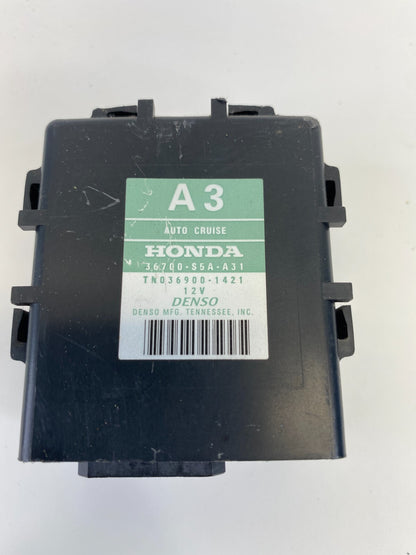 A3
AUTO CRUISE
HONDA
36700-S5A-A31
TN036900-1421
12V
DENSO
DENSO MFG. TENNESSEE, INC.